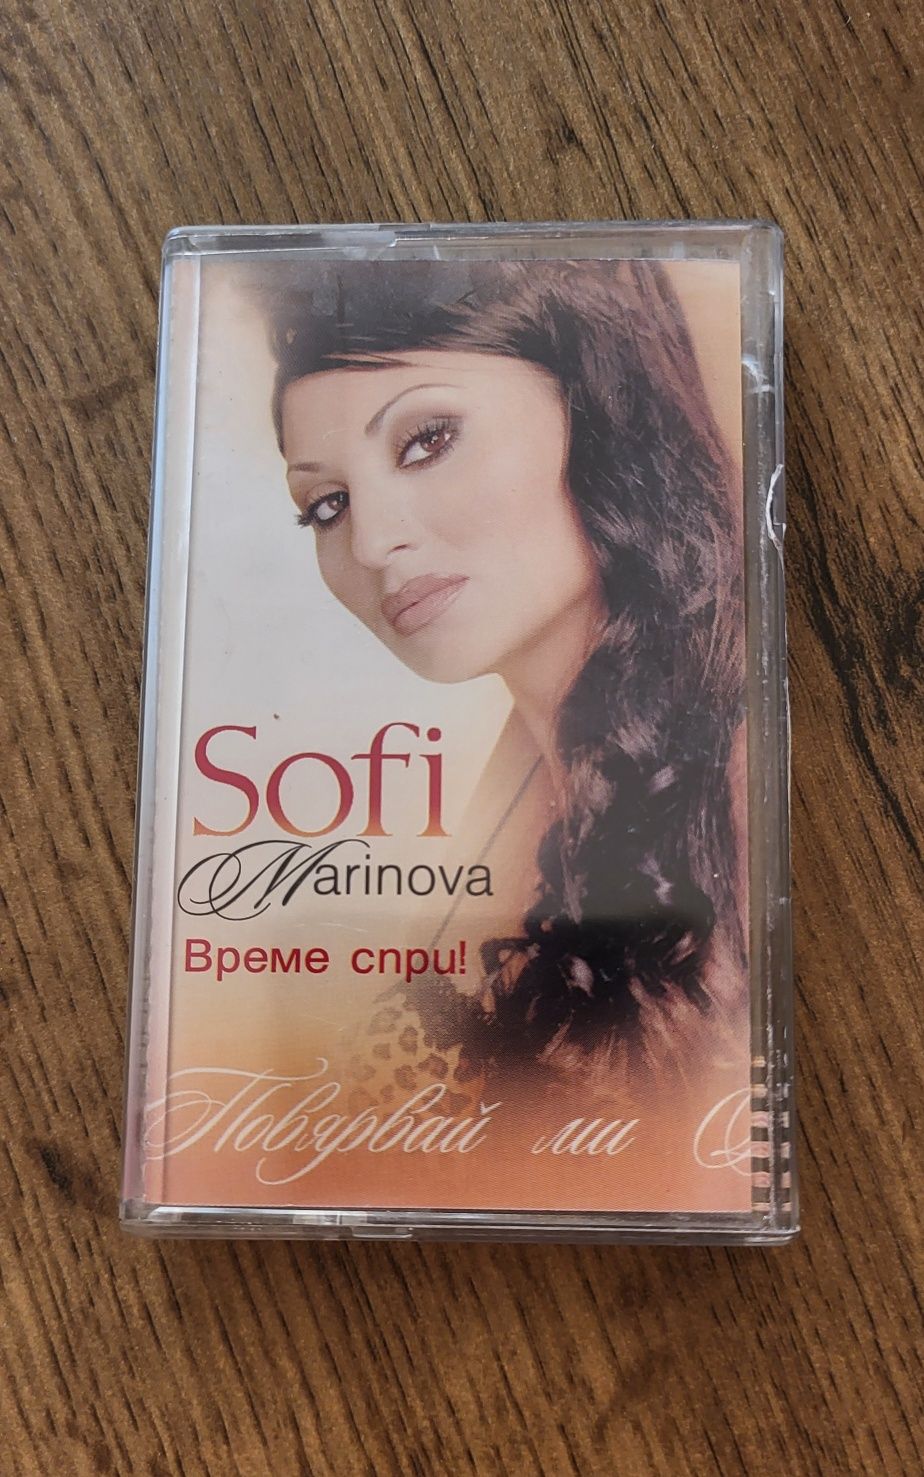 Sofi
Marinova
Време спри!
Повярвай ми